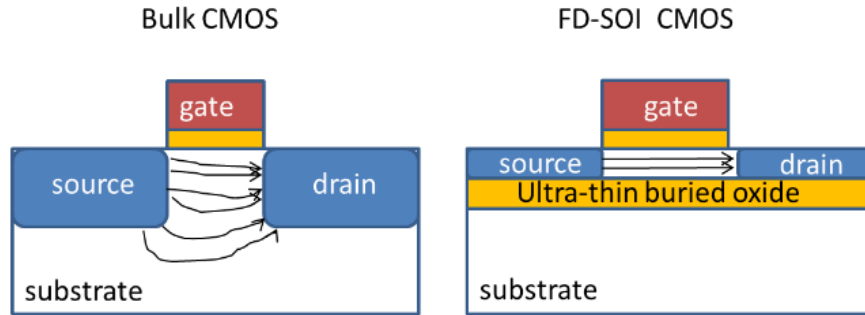 Bulk CMOS
FD-SOI CMOS
gate
gate
source
drain
source
drain
Ultra-thin buried oxide
substrate
substrate